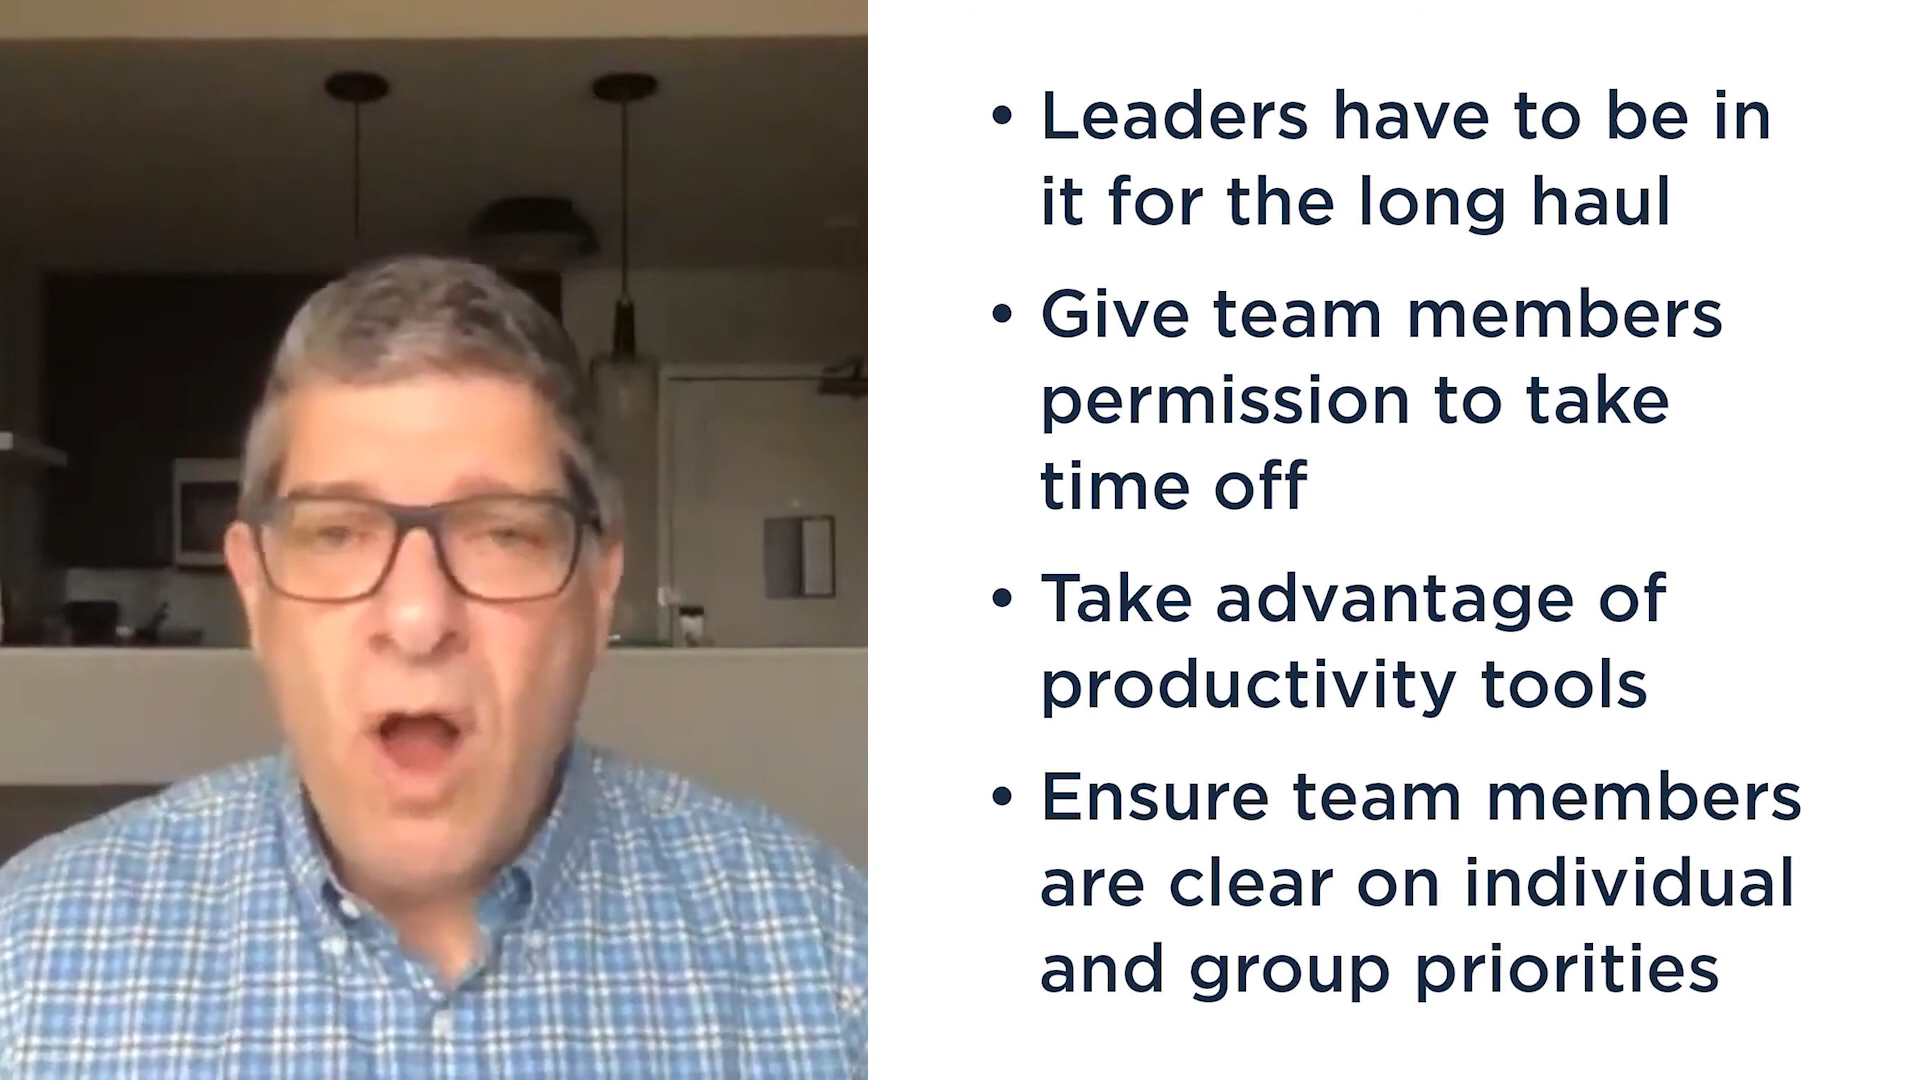 • Leaders have to be in
it for the long haul
• Give team members
permission to take
time off
• Take advantage of
productivity tools
• Ensure team members
are clear on individual
and group priorities